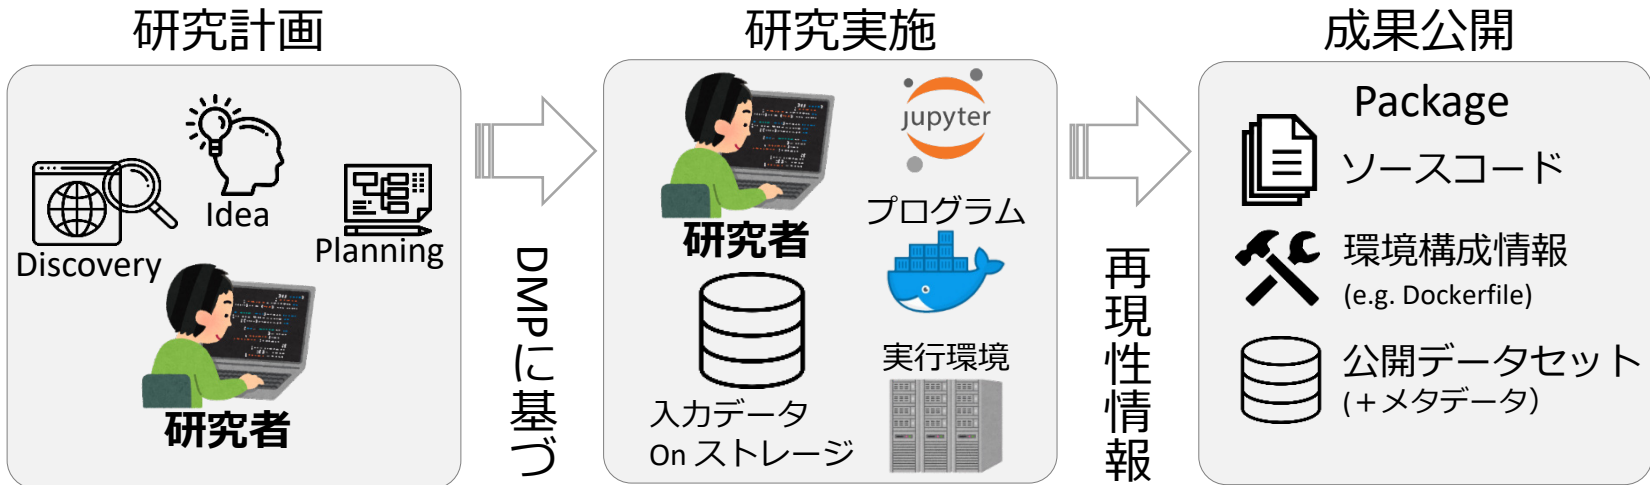 研究計画
Discovery
Idea
Planning
研究者
DMPに基づ
研究実施
研究者
jupyter
プログラム
入力データ
On ストレージ
実行環境
再現性情報
成果公開
Package
ソースコード
環境構成情報
(e.g. Dockerfile)
公開データセット
(＋メタデータ）